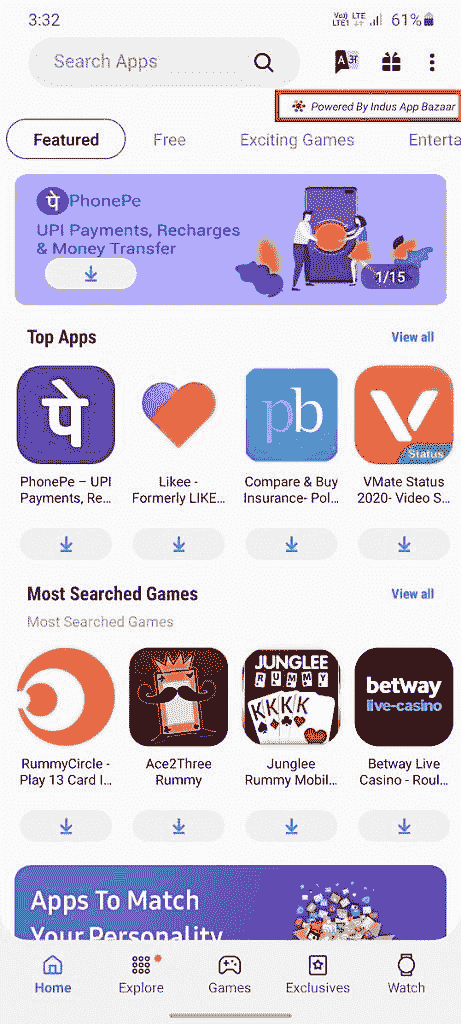 3:32
Vo)) LTE
LTE1
61%
Search Apps
A अ
Powered By Indus App Bazaar
Featured
Free
Exciting Games
Enterta
पे PhonePe
UPI Payments, Recharges
& Money Transfer
1/15
Top Apps
View all
पे
pb
Status
PhonePe – UPI
Payments, Re...
Likee -
Formerly LIKE...
Compare & Buy
Insurance- Pol...
VMate Status
2020- Video S...
Most Searched Games
View all
Most Searched Games
JUNGLEE
RUMMY
K K K K
betway
live-casino
RummyCircle -
Play 13 Card I...
Ace2Three
Rummy
Junglee
Rummy Mobil...
Betway Live
Casino - Roul...
Apps To Match
Your Personality
Home
Explore
Games
Exclusives
Watch